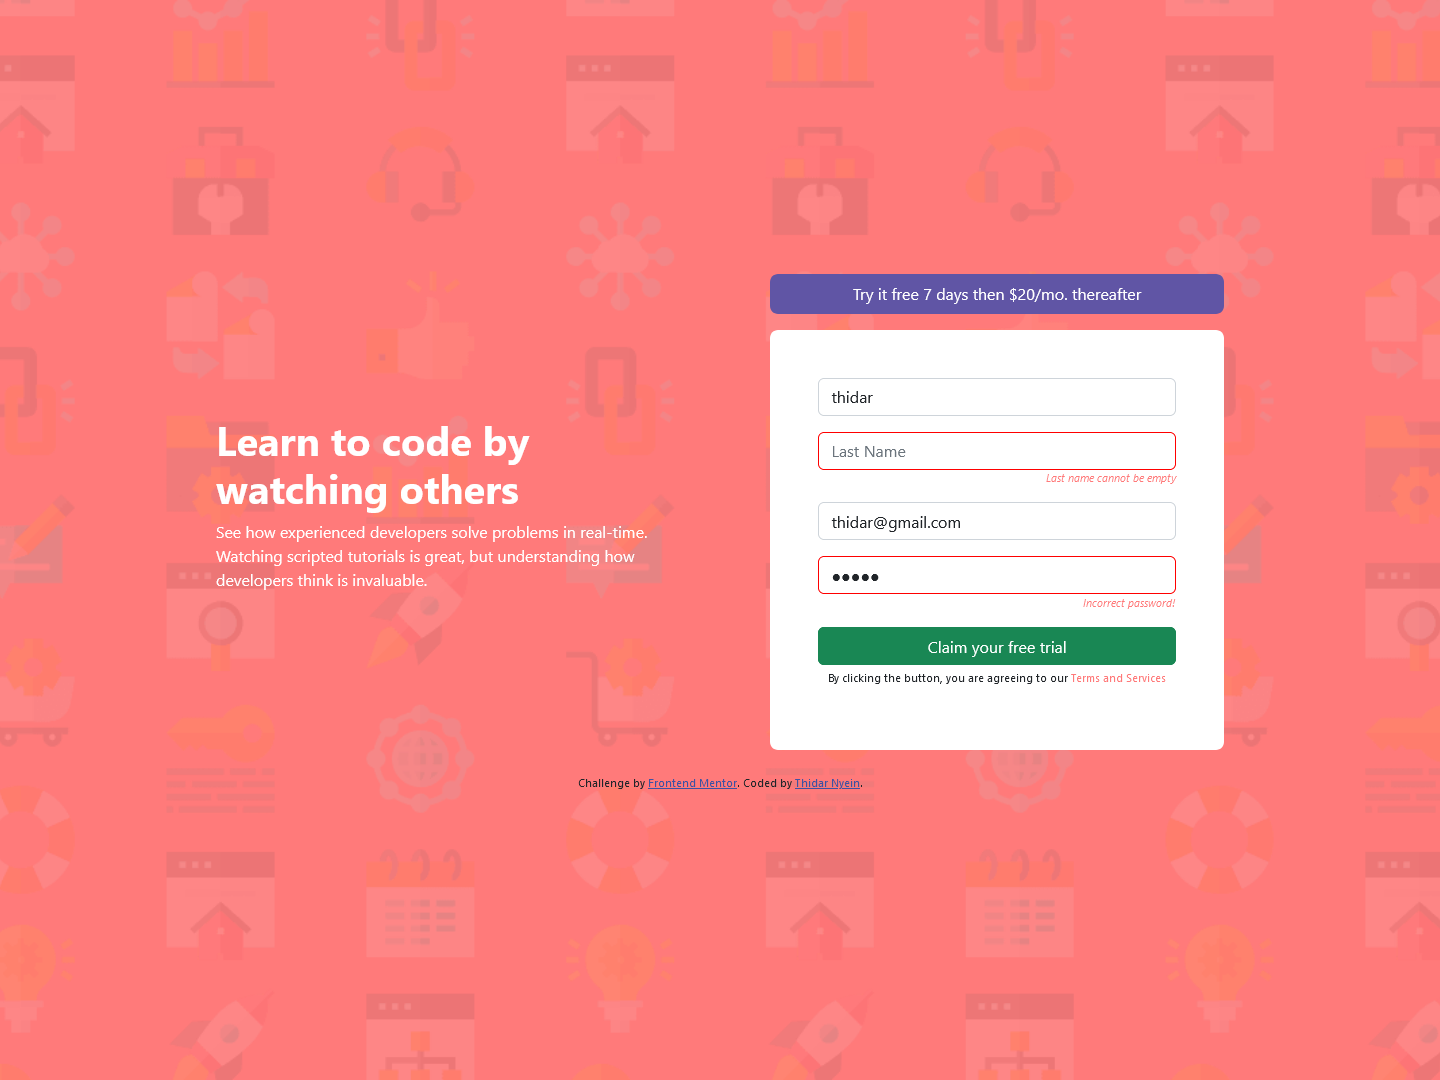 Try it free 7 days then $20/mo. thereafter
Learn to code by
watching others
See how experienced developers solve problems in real-time.
Watching scripted tutorials is great, but understanding how
developers think is invaluable.
thidar
Last Name
Last name cannot be empty
thidar@gmail.com
●●●●●
Incorrect password!
Claim your free trial
By clicking the button, you are agreeing to our Terms and Services
Challenge by Frontend Mentor. Coded by Thidar Nyein.